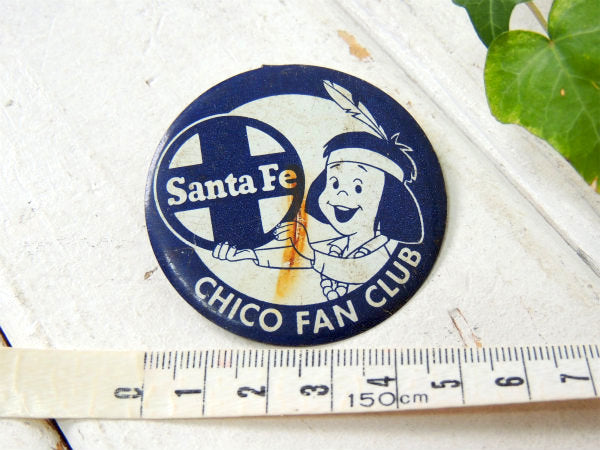 Santa Fe
CHICO FAN CLUB
0 1 2 3 4 5 6 7
150cm